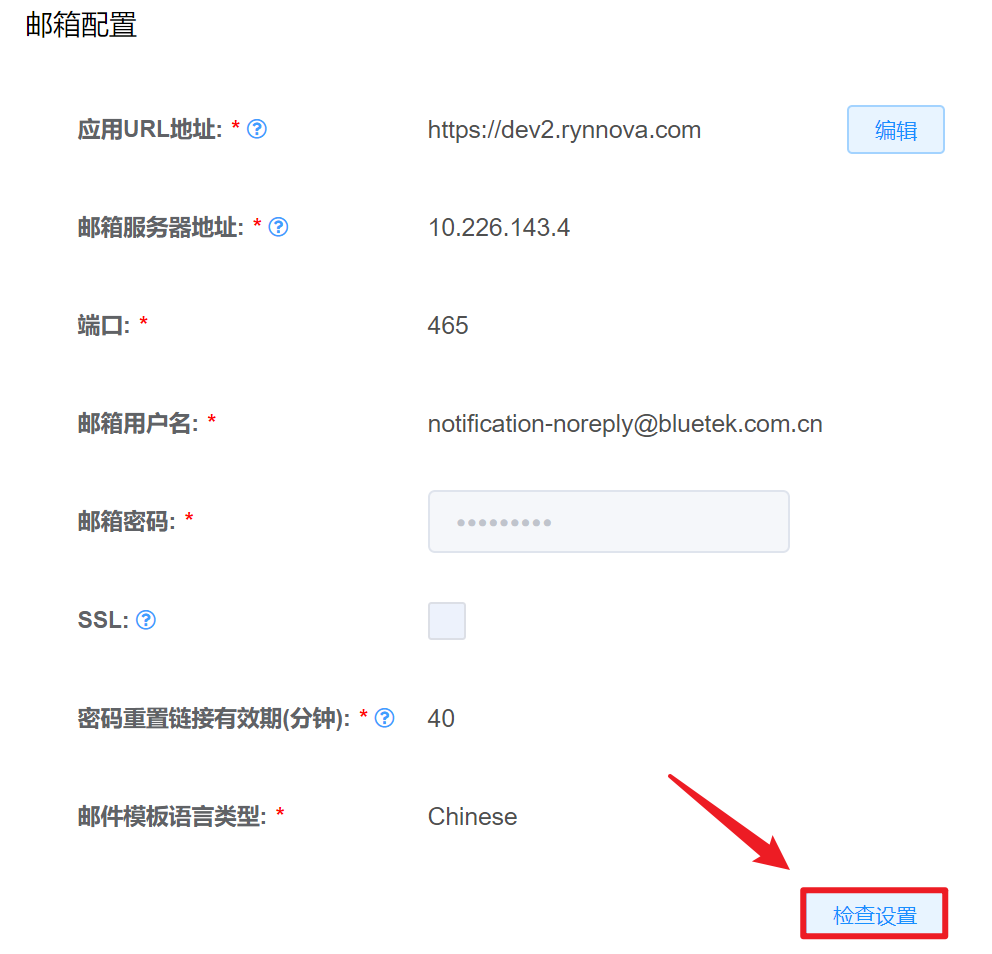 邮箱配置
应用URL地址: * ? https://dev2.rynnova.com 编辑
邮箱服务器地址: * ? 10.226.143.4
端口: * 465
邮箱用户名: * notification-noreply@bluetek.com.cn
邮箱密码: * •••••••••
SSL: ?
密码重置链接有效期(分钟): * ? 40
邮件模板语言类型: * Chinese
检查设置